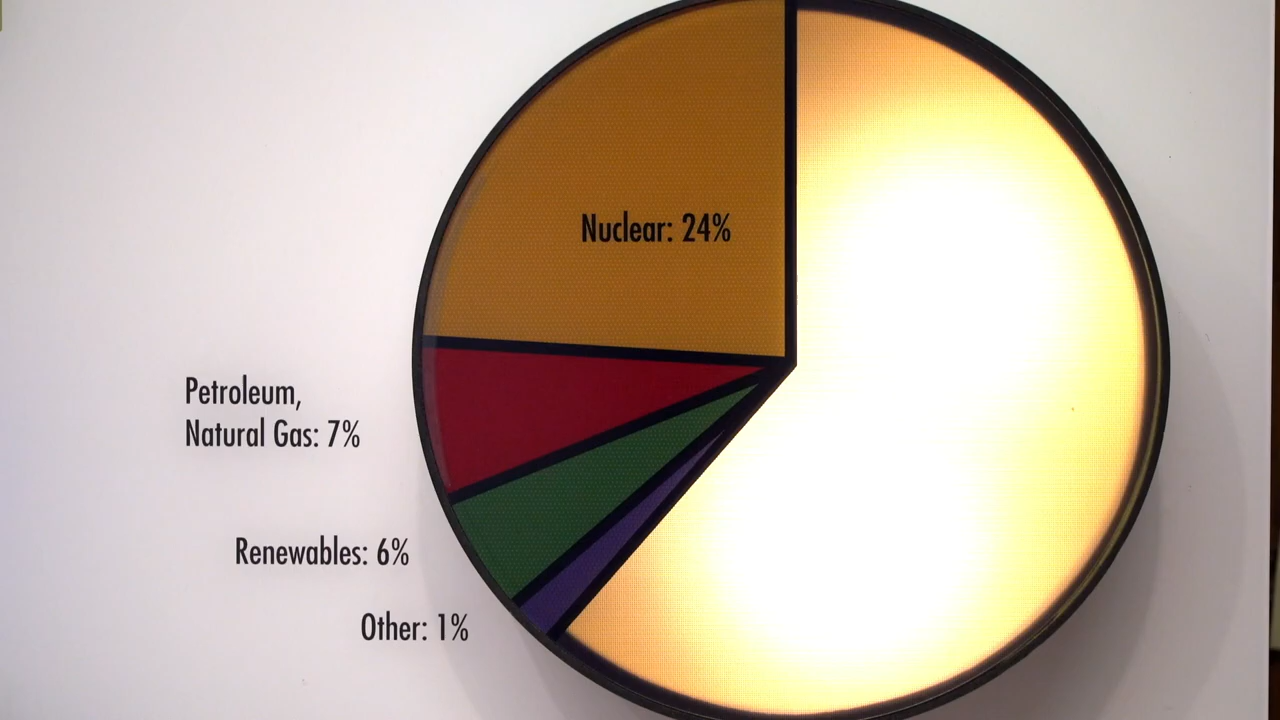 Nuclear: 24%
Petroleum,
Natural Gas: 7%
Renewables: 6%
Other: 1%